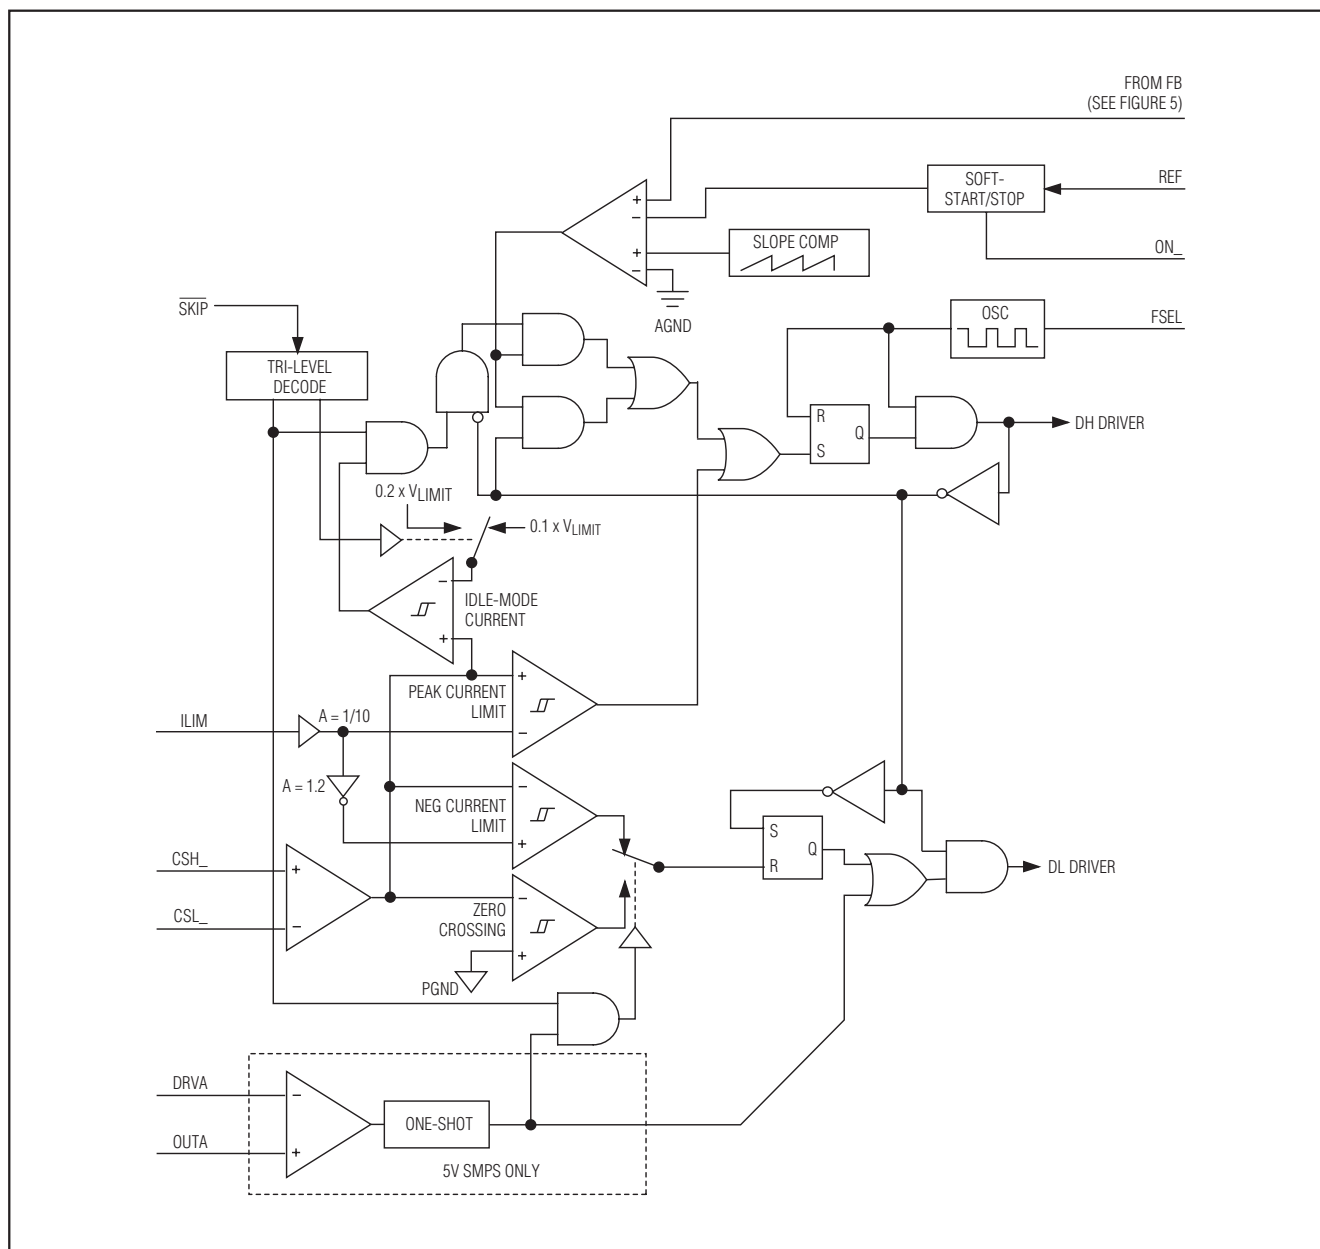 FROM FB
(SEE FIGURE 5)
SOFT-
START/STOP
REF
SLOPE COMP
ON_
SKIP
AGND
OSC
FSEL
TRI-LEVEL
DECODE
R
Q
S
DH DRIVER
0.2 x VLIMIT
0.1 x VLIMIT
IDLE-MODE
CURRENT
PEAK CURRENT
LIMIT
ILIM
A = 1/10
A = 1.2
NEG CURRENT
LIMIT
S
Q
R
CSH_
CSL_
DL DRIVER
ZERO
CROSSING
PGND
DRVA
ONE-SHOT
OUTA
5V SMPS ONLY